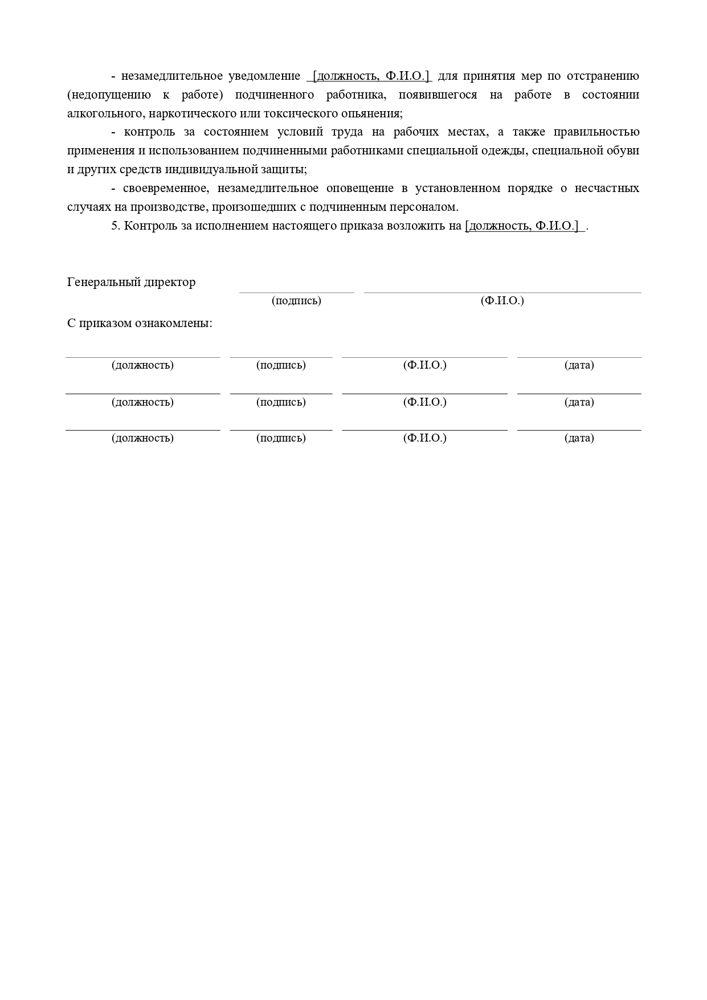 - незамедлительное уведомление [должность, Ф.И.О.] для принятия мер по отстранению
(недопущению к работе) подчиненного работника, появившегося на работе в состоянии
алкогольного, наркотического или токсического опьянения;
- контроль за состоянием условий труда на рабочих местах, а также правильностью
применения и использованием подчиненными работниками специальной одежды, специальной обуви
и других средств индивидуальной защиты;
- своевременное, незамедлительное оповещение в установленном порядке о несчастных
случаях на производстве, произошедших с подчиненным персоналом.
5. Контроль за исполнением настоящего приказа возложить на [должность, Ф.И.О.] .
Генеральный директор
(подпись) (Ф.И.О.)
С приказом ознакомлены:
(должность) (подпись) (Ф.И.О.) (дата)
(должность) (подпись) (Ф.И.О.) (дата)
(должность) (подпись) (Ф.И.О.) (дата)